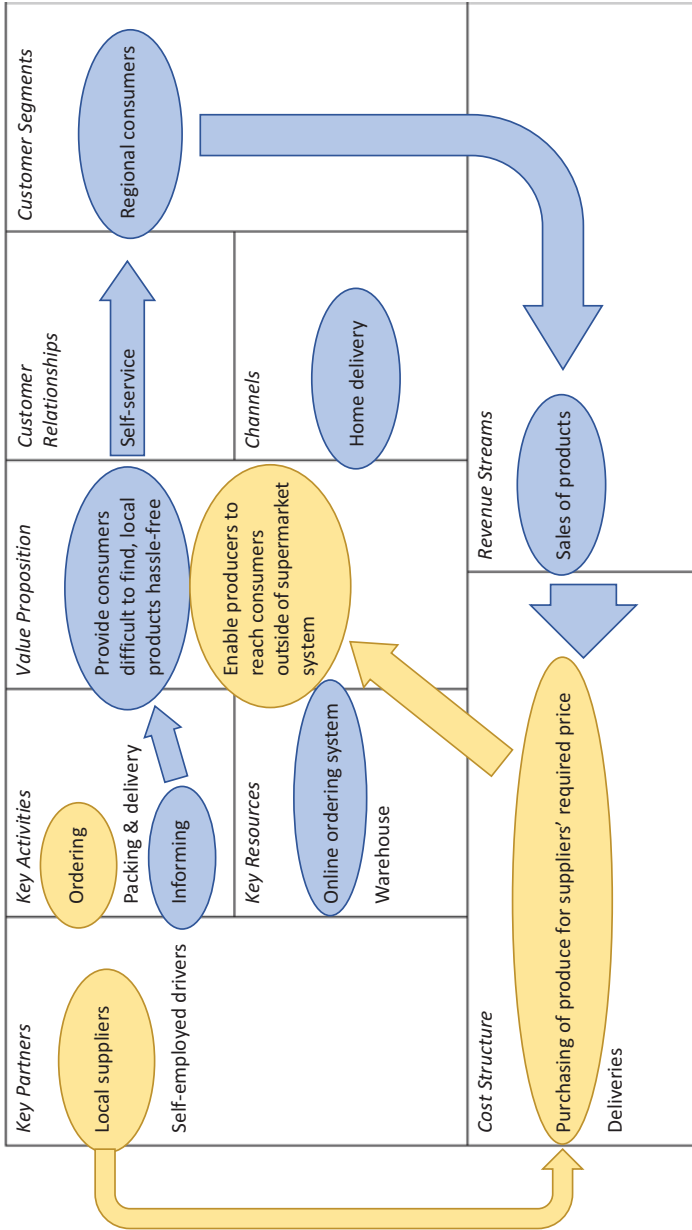 Key Partners
Local suppliers
Self-employed drivers
Key Activities
Ordering
Packing & delivery
Informing
Key Resources
Online ordering system
Warehouse
Value Proposition
Provide consumers
difficult to find, local
products hassle-free
Enable producers to
reach consumers
outside of supermarket
system
Customer
Relationships
Self-service
Channels
Home delivery
Customer Segments
Regional consumers
Cost Structure
Purchasing of produce for suppliers’ required price
Deliveries
Revenue Streams
Sales of products